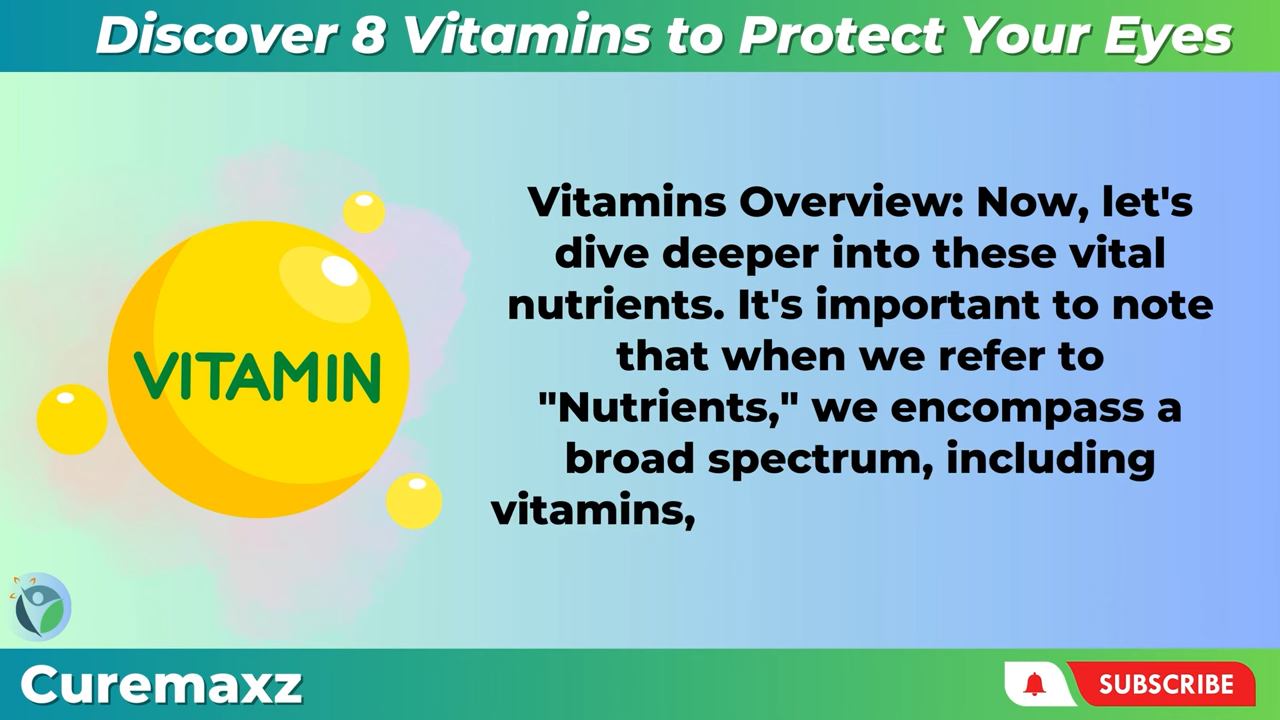 Discover 8 Vitamins to Protect Your Eyes
VITAMIN
Vitamins Overview: Now, let's
dive deeper into these vital
nutrients. It's important to note
that when we refer to
"Nutrients," we encompass a
broad spectrum, including
vitamins,
Curemaxz
SUBSCRIBE